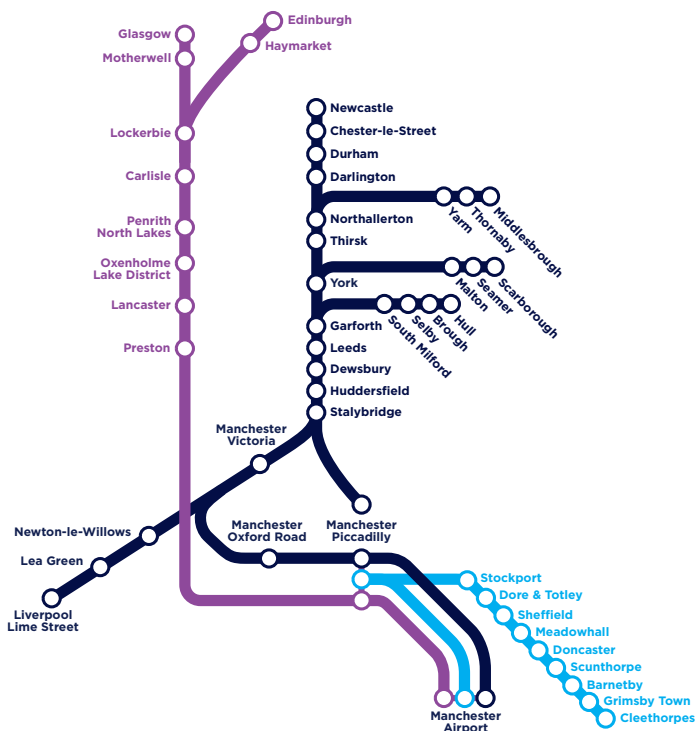 Edinburgh
Glasgow
Haymarket
Motherwell
Lockerbie
Carlisle
Penrith
North Lakes
Oxenholme
Lake District
Lancaster
Preston
Newcastle
Chester-le-Street
Durham
Darlington
Yarm
Thornaby
Middlesbrough
Northallerton
Thirsk
York
Malton
Seamer
Scarborough
Garforth
South Milford
Selby
Brough
Hull
Leeds
Dewsbury
Huddersfield
Stalybridge
Manchester
Victoria
Newton-le-Willows
Lea Green
Liverpool
Lime Street
Manchester
Oxford Road
Manchester
Piccadilly
Stockport
Dore & Totley
Sheffield
Meadowhall
Doncaster
Scunthorpe
Barnetby
Grimsby Town
Cleethorpes
Manchester
Airport